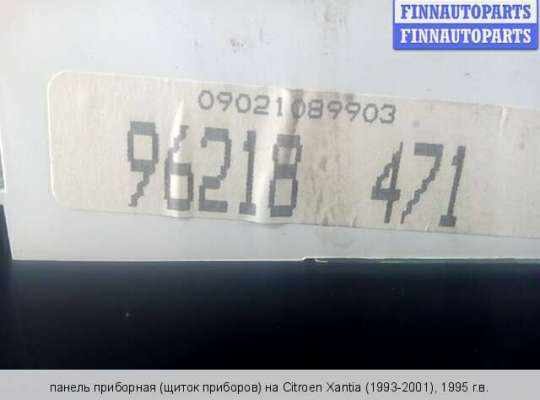 FINNAUTOPARTS
FINNAUTOPARTS
09021089903
96218 471
панель приборная (щиток приборов) на Citroen Xantia (1993-2001), 1995 г.в.